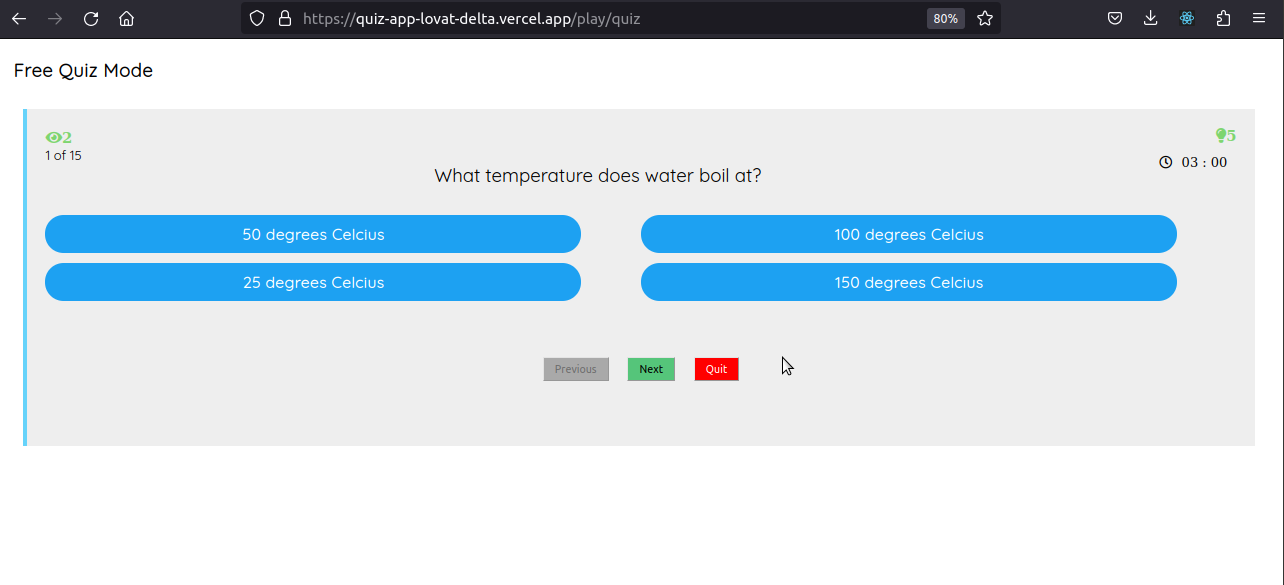 https://quiz-app-lovat-delta.vercel.app/play/quiz 80%
Free Quiz Mode
2 5
1 of 15 03 : 00
What temperature does water boil at?
50 degrees Celcius 100 degrees Celcius
25 degrees Celcius 150 degrees Celcius
Previous Next Quit